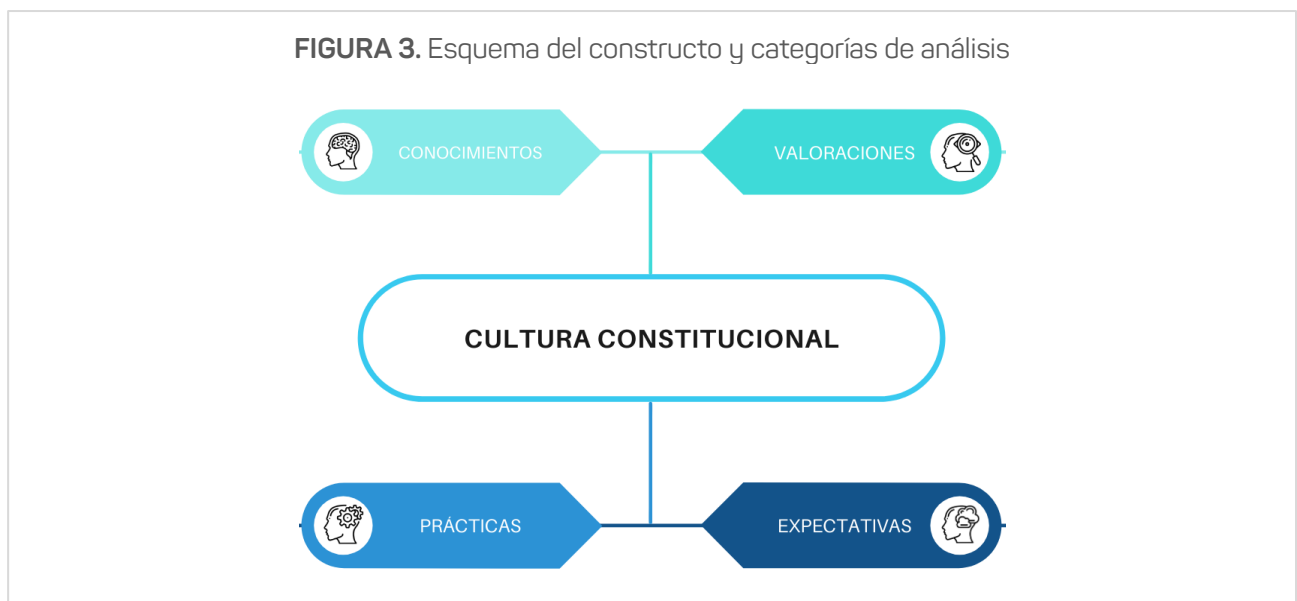 FIGURA 3. Esquema del constructo y categorías de análisis
CONOCIMIENTOS
VALORACIONES
CULTURA CONSTITUCIONAL
PRÁCTICAS
EXPECTATIVAS